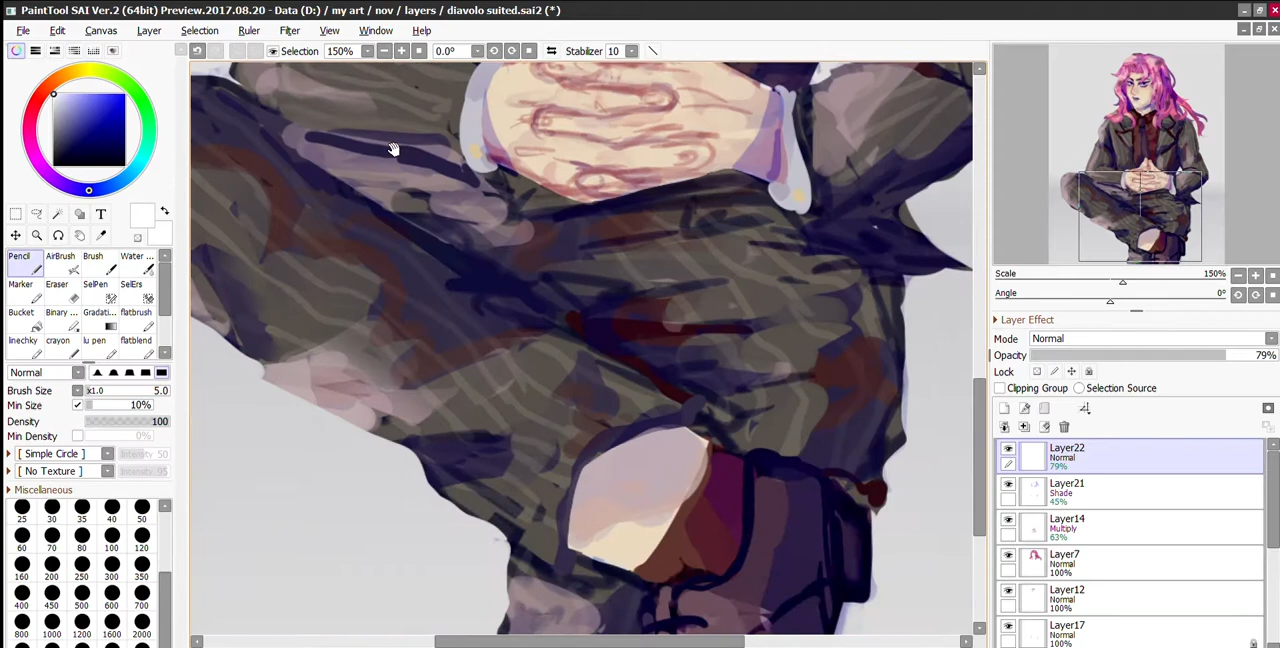 PaintTool SAI Ver.2 (64bit) Preview.2017.08.20 - Data (D:) / my art / nov / layers / diavolo suited.sai2 (*)
File Edit Canvas Layer Selection Ruler Filter View Window Help
Selection 150% 0.0° Stabilizer 10
T
Pencil AirBrush Brush Water ...
Marker Eraser SelPen SelErs
Bucket Binary ... Gradati... flatbrush
linechky crayon lu pen flatblend
Normal
Brush Size x1.0 5.0
Min Size 10%
Density 100
Min Density 0%
[ Simple Circle ] Intensity 50
[ No Texture ] Intensity 95
Miscellaneous
25 30 35 40 50
60 70 80 100 120
160 200 250 300 350
400 450 500 600 700
800 1000 1200 1600 2000
Scale 150%
Angle 0°
Layer Effect
Mode Normal
Opacity 79%
Lock
Clipping Group Selection Source
Layer22
Normal
79%
Layer21
Shade
45%
Layer14
Multiply
63%
Layer7
Normal
100%
Layer12
Normal
100%
Layer17
Normal
100%